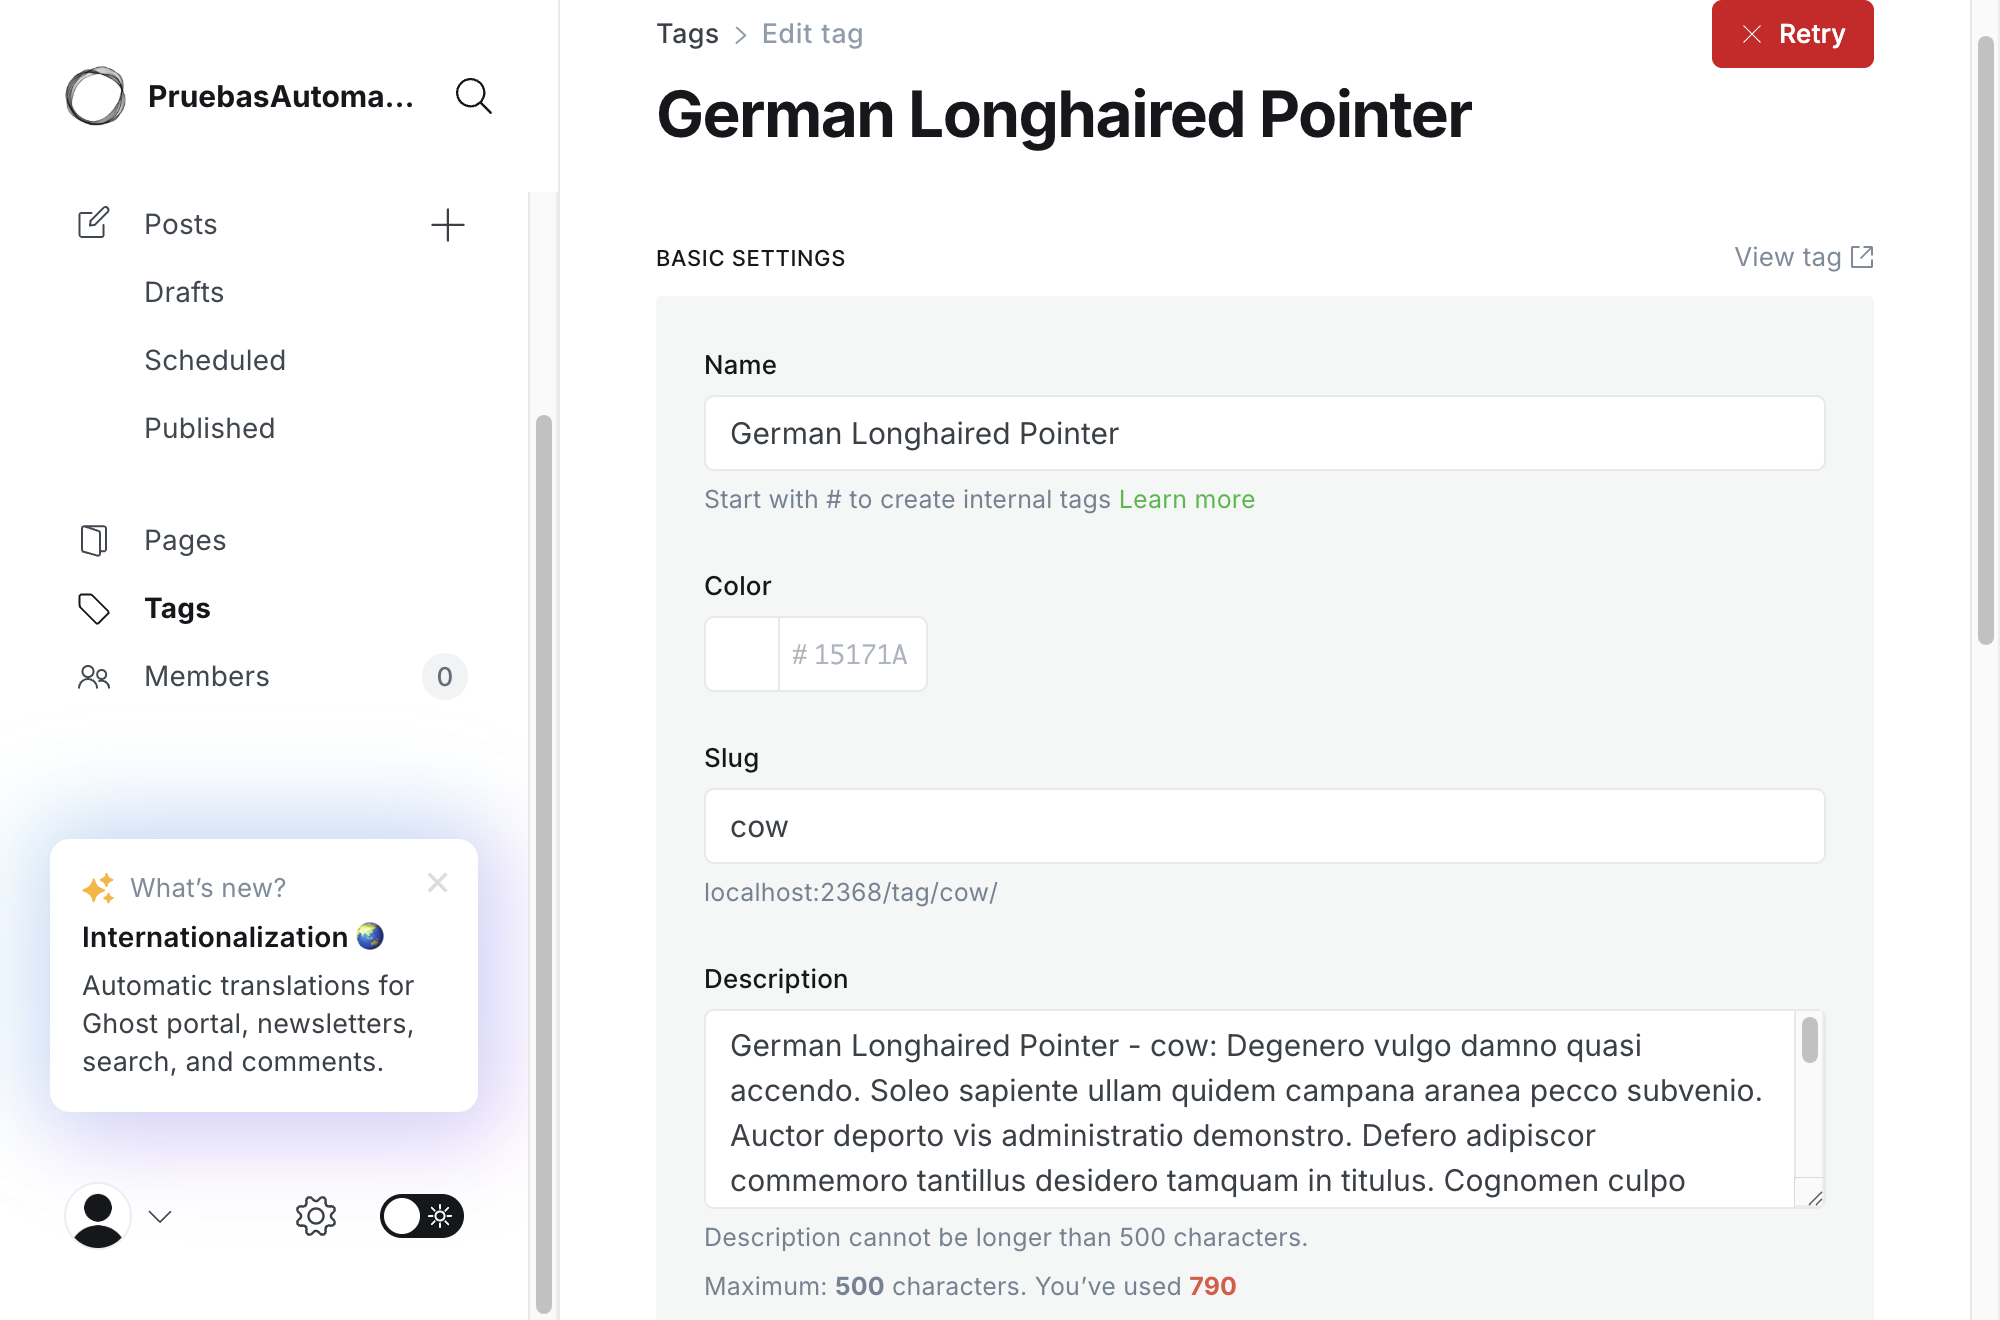 PruebasAutoma...
Posts
Drafts
Scheduled
Published
Pages
Tags
Members
0
What's new?
Internationalization
Automatic translations for
Ghost portal, newsletters,
search, and comments.
Tags > Edit tag
Retry
German Longhaired Pointer
BASIC SETTINGS
View tag
Name
German Longhaired Pointer
Start with # to create internal tags Learn more
Color
# 15171A
Slug
cow
localhost:2368/tag/cow/
Description
German Longhaired Pointer - cow: Degenero vulgo damno quasi
accendo. Soleo sapiente ullam quidem campana aranea pecco subvenio.
Auctor deporto vis administratio demonstro. Defero adipiscor
commemoro tantillus desidero tamquam in titulus. Cognomen culpo
Description cannot be longer than 500 characters.
Maximum: 500 characters. You’ve used 790